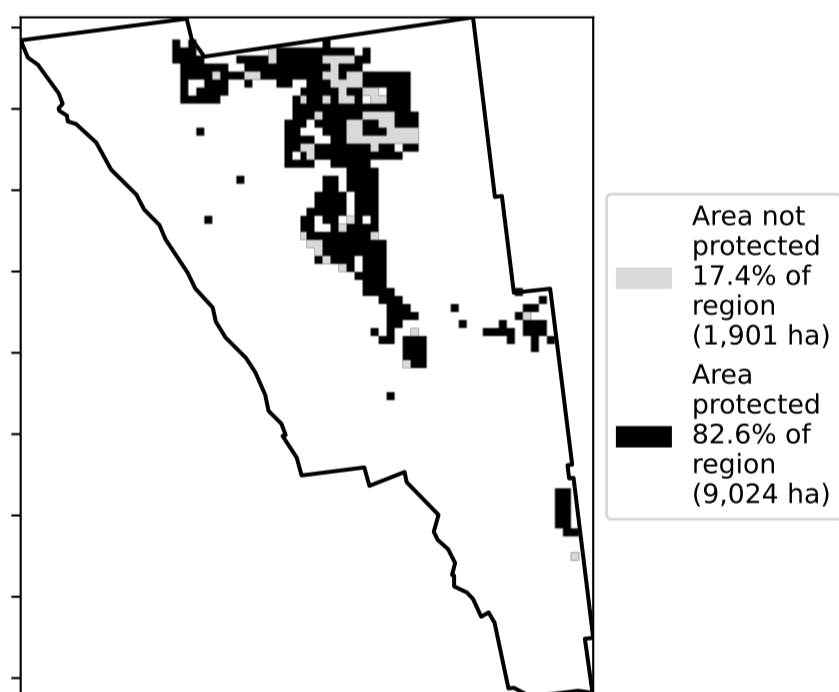 Area not
protected
17.4% of
region
(1,901 ha)
Area
protected
82.6% of
region
(9,024 ha)